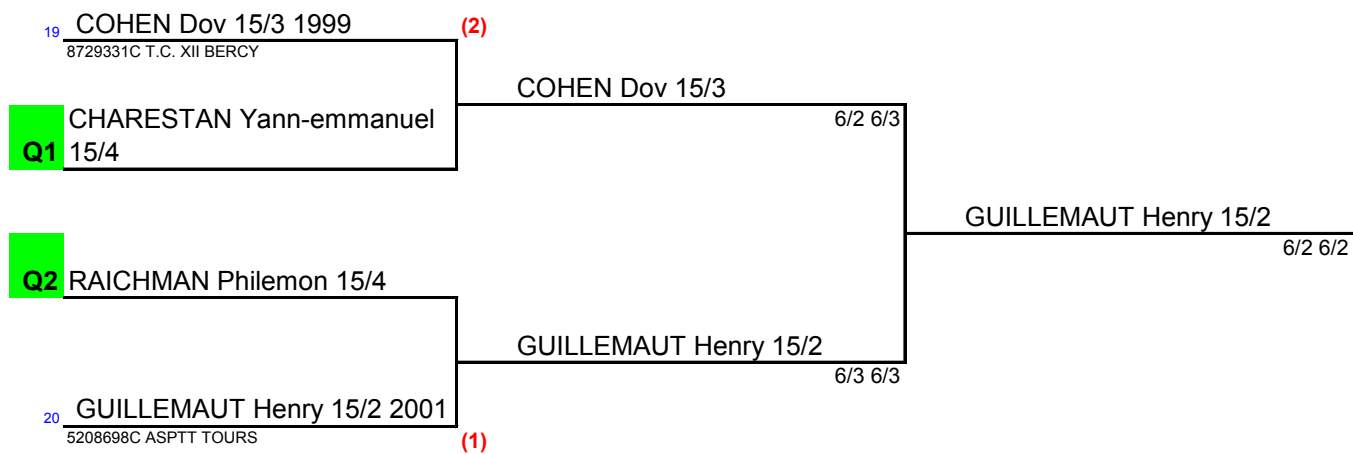 19 COHEN Dov 15/3 1999 (2)
8729331C T.C. XII BERCY
COHEN Dov 15/3
6/2 6/3
CHARESTAN Yann-emmanuel
Q1 15/4
GUILLEMAUT Henry 15/2
6/2 6/2
Q2 RAICHMAN Philemon 15/4
GUILLEMAUT Henry 15/2
6/3 6/3
20 GUILLEMAUT Henry 15/2 2001
5208698C ASPTT TOURS (1)